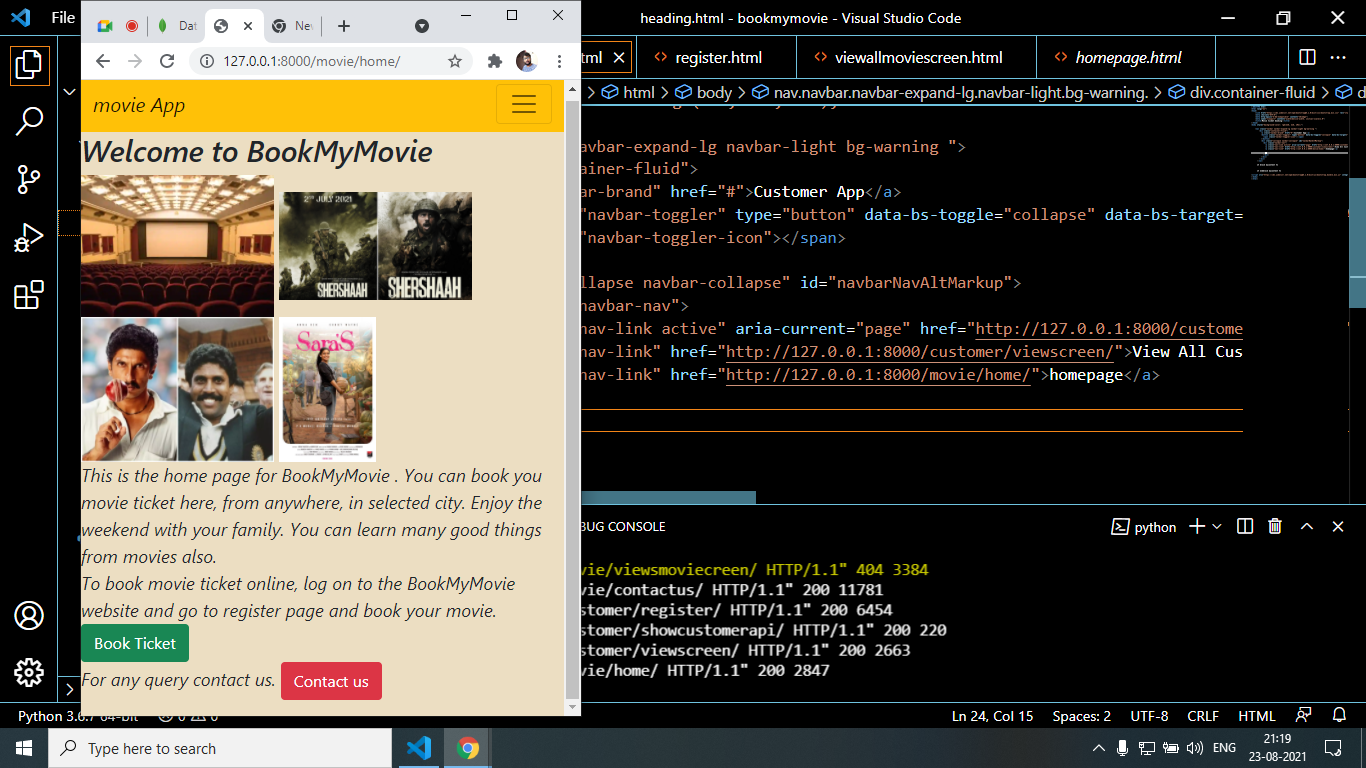 heading.html - bookmymovie - Visual Studio Code
Dat
Nev
127.0.0.1:8000/movie/home/
tml
register.html
viewallmoviescreen.html
homepage.html
html > body > nav.navbar.navbar-expand-lg.navbar-light.bg-warning. > div.container-fluid > d
movie App
Welcome to BookMyMovie
2ND JULY 2021
SHERSHAAH
SHERSHAAH
Sara'S
This is the home page for BookMyMovie . You can book you
movie ticket here, from anywhere, in selected city. Enjoy the
weekend with your family. You can learn many good things
from movies also.
To book movie ticket online, log on to the BookMyMovie
website and go to register page and book your movie.
Book Ticket
For any query contact us.
Contact us
navbar-expand-lg navbar-light bg-warning ">
ainer-fluid">
ar-brand" href="#">Customer App</a>
"navbar-toggler" type="button" data-bs-toggle="collapse" data-bs-target=
"navbar-toggler-icon"></span>
llapse navbar-collapse" id="navbarNavAltMarkup">
navbar-nav">
nav-link active" aria-current="page" href="http://127.0.0.1:8000/custome
nav-link" href="http://127.0.0.1:8000/customer/viewscreen/">View All Cus
nav-link" href="http://127.0.0.1:8000/movie/home/">homepage</a>
BUG CONSOLE
python
vie/viewsmoviecreen/ HTTP/1.1" 404 3384
vie/contactus/ HTTP/1.1" 200 11781
stomer/register/ HTTP/1.1" 200 6454
stomer/showcustomerapi/ HTTP/1.1" 200 220
stomer/viewscreen/ HTTP/1.1" 200 2663
vie/home/ HTTP/1.1" 200 2847
Python 3.6.7 64-bit
Ln 24, Col 15
Spaces: 2
UTF-8
CRLF
HTML
Type here to search
ENG
21:19
23-08-2021